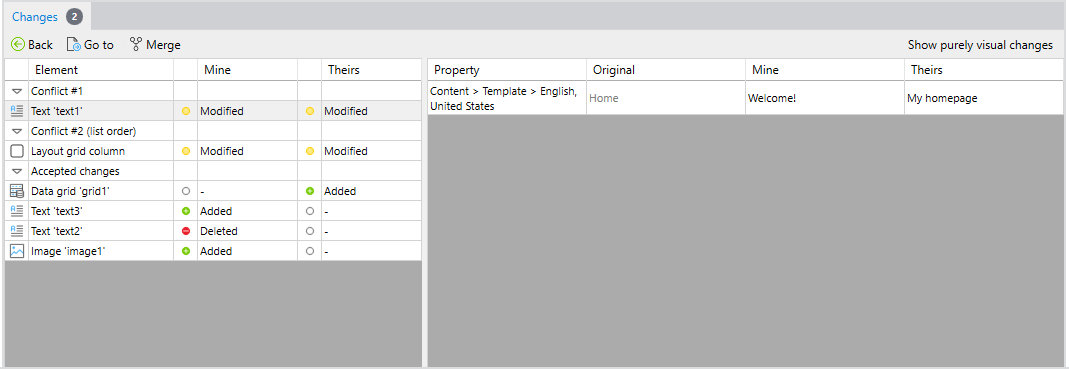 Changes 2
Back Go to Merge Show purely visual changes
Element Mine Theirs
Conflict #1
Text 'text1' Modified Modified
Conflict #2 (list order)
Layout grid column Modified Modified
Accepted changes
Data grid 'grid1' - Added
Text 'text3' Added -
Text 'text2' Deleted -
Image 'image1' Added -
Property Original Mine Theirs
Content > Template > English,
United States
Home Welcome! My homepage